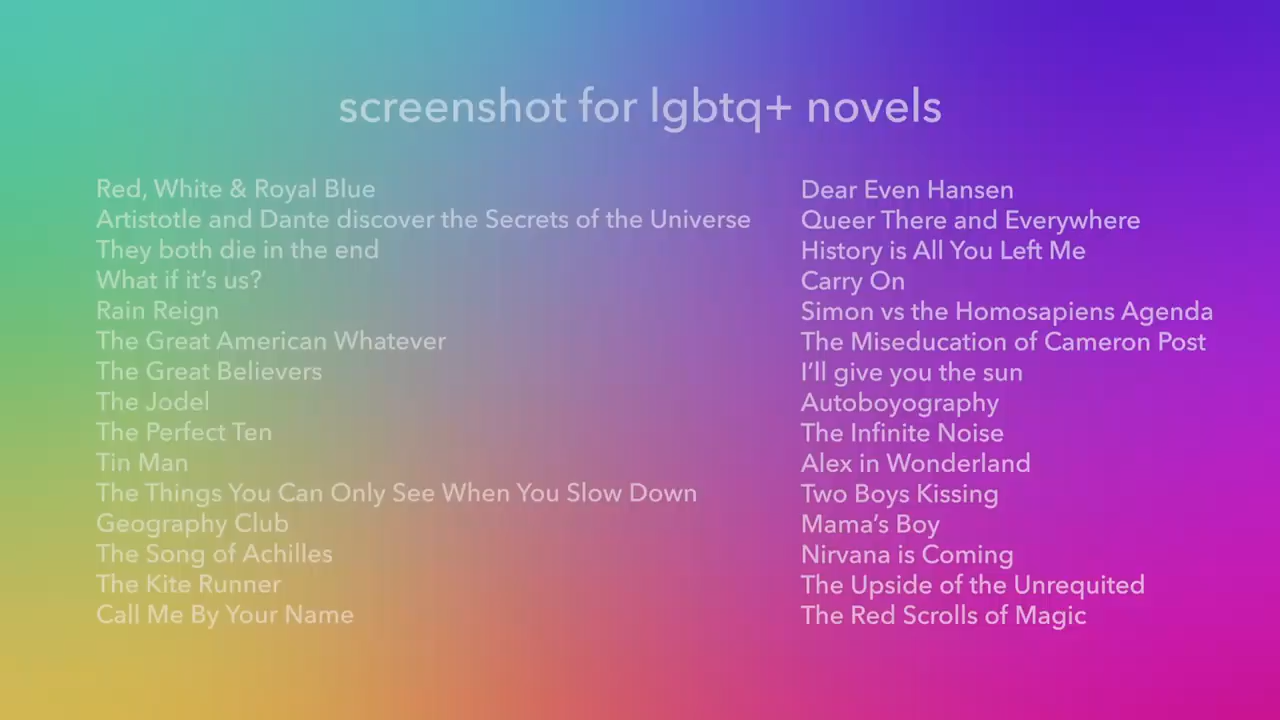 screenshot for lgbtq+ novels
Red, White & Royal Blue
Artistotle and Dante discover the Secrets of the Universe
They both die in the end
What if it’s us?
Rain Reign
The Great American Whatever
The Great Believers
The Jodel
The Perfect Ten
Tin Man
The Things You Can Only See When You Slow Down
Geography Club
The Song of Achilles
The Kite Runner
Call Me By Your Name
Dear Even Hansen
Queer There and Everywhere
History is All You Left Me
Carry On
Simon vs the Homosapiens Agenda
The Miseducation of Cameron Post
I’ll give you the sun
Autoboyography
The Infinite Noise
Alex in Wonderland
Two Boys Kissing
Mama’s Boy
Nirvana is Coming
The Upside of the Unrequited
The Red Scrolls of Magic